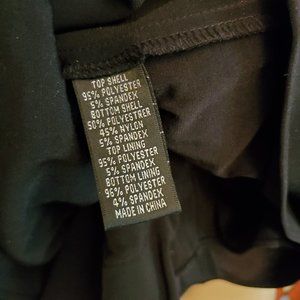 TOP SHELL
95% POLYESTER
5% SPANDEX
BOTTOM SHELL
50% POLYESTRER
45% NYLON
5% SPANDEX
TOP LINING
95% POLYESTER
5% SPANDEX
BOTTOM LINING
96% POLYESTER
4% SPANDEX
MADE IN CHINA